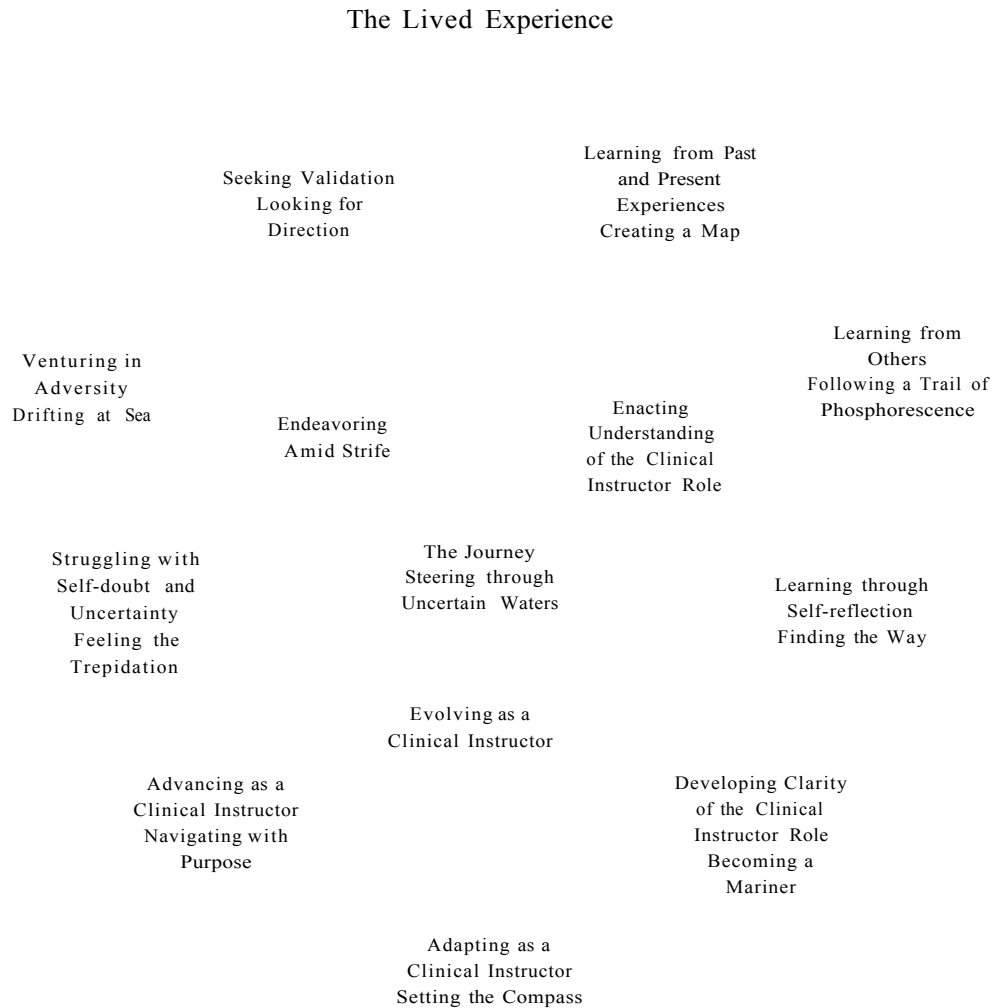 The Lived Experience
Seeking Validation
Looking for
Direction
Learning from Past
and Present
Experiences
Creating a Map
Venturing in
Adversity
Drifting at Sea
Endeavoring
Amid Strife
Enacting
Understanding
of the Clinical
Instructor Role
Learning from
Others
Following a Trail of
Phosphorescence
Struggling with
Self-doubt and
Uncertainty
Feeling the
Trepidation
The Journey
Steering through
Uncertain Waters
Learning through
Self-reflection
Finding the Way
Evolving as a
Clinical Instructor
Advancing as a
Clinical Instructor
Navigating with
Purpose
Developing Clarity
of the Clinical
Instructor Role
Becoming a
Mariner
Adapting as a
Clinical Instructor
Setting the Compass